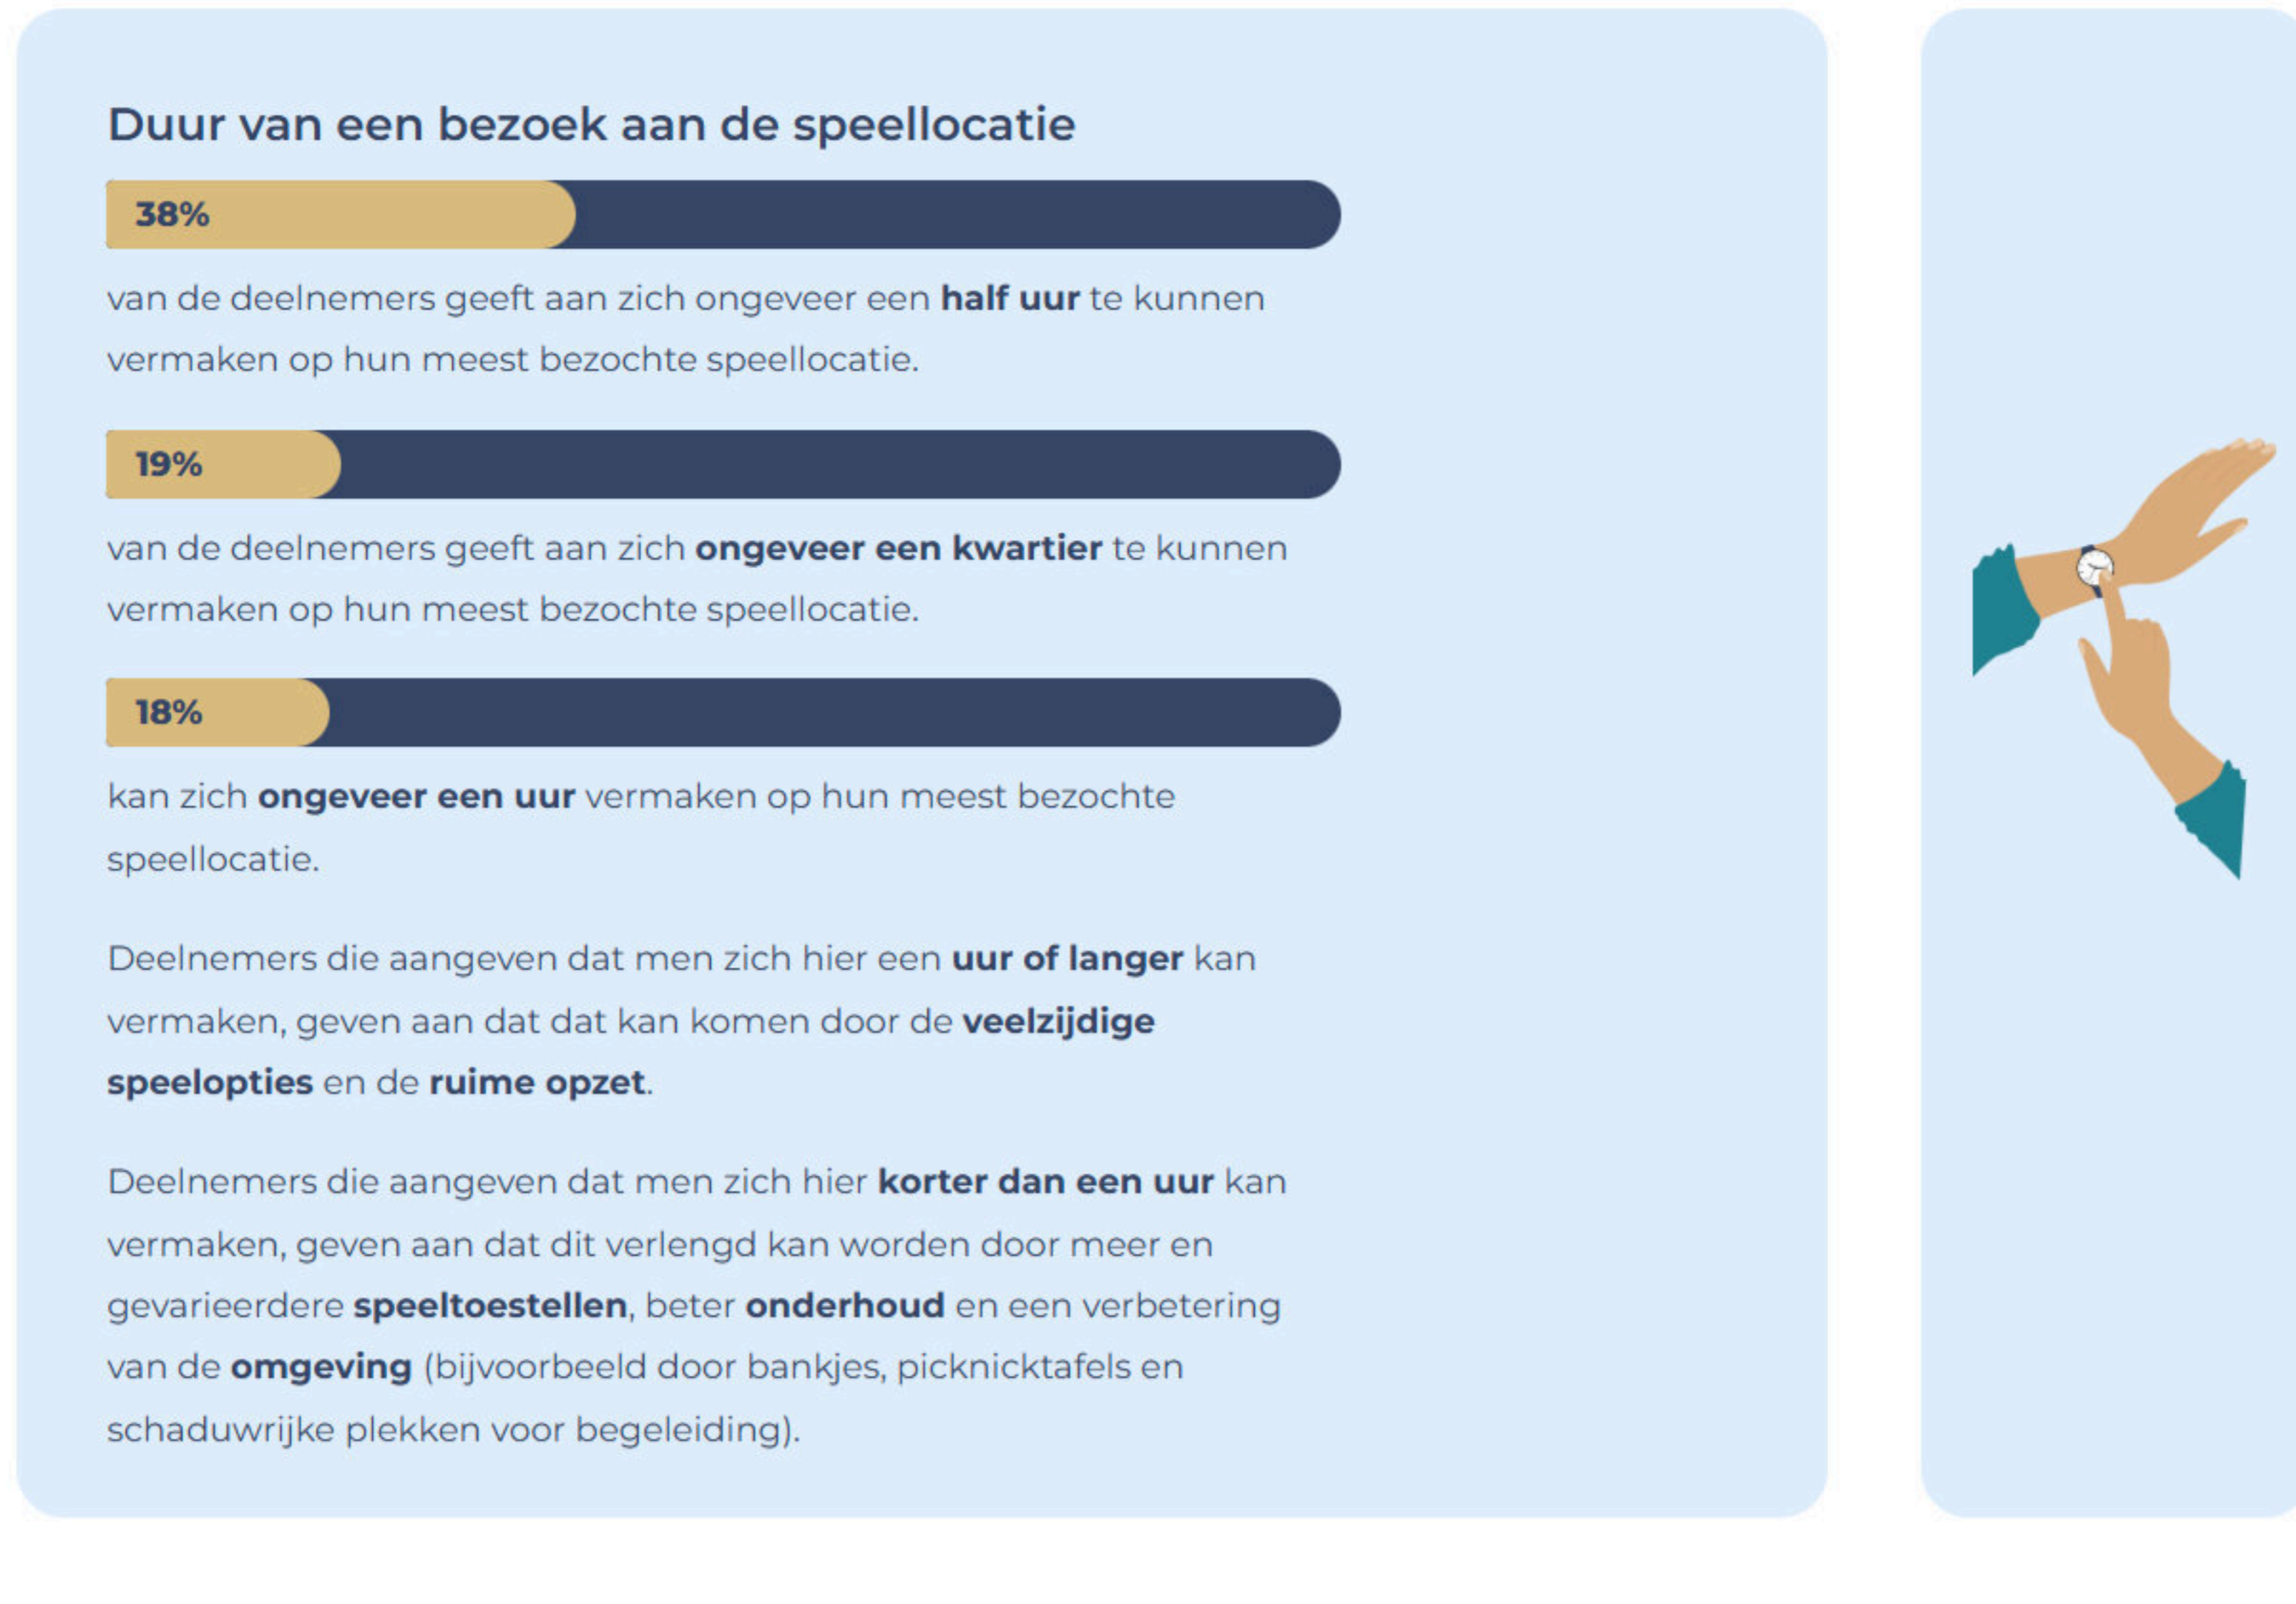 Duur van een bezoek aan de speellocatie
38%
van de deelnemers geeft aan zich ongeveer een half uur te kunnen
vermaken op hun meest bezochte speellocatie.
19%
van de deelnemers geeft aan zich ongeveer een kwartier te kunnen
vermaken op hun meest bezochte speellocatie.
18%
kan zich ongeveer een uur vermaken op hun meest bezochte
speellocatie.
Deelnemers die aangeven dat men zich hier een uur of langer kan
vermaken, geven aan dat dat kan komen door de veelzijdige
speelopties en de ruime opzet.
Deelnemers die aangeven dat men zich hier korter dan een uur kan
vermaken, geven aan dat dit verlengd kan worden door meer en
gevarieerdere speeltoestellen, beter onderhoud en een verbetering
van de omgeving (bijvoorbeeld door bankjes, picknicktafels en
schaduwrijke plekken voor begeleiding).